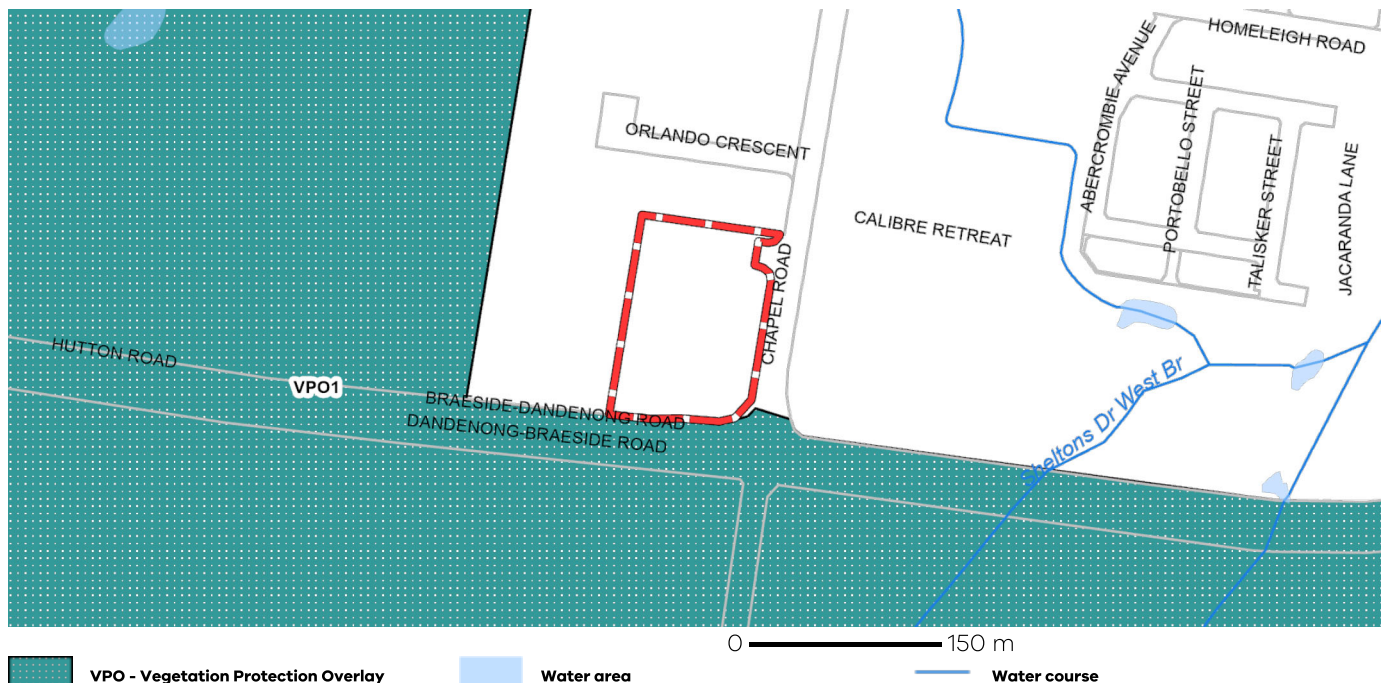 HOMELEIGH ROAD
ABERCROMBIE AVENUE
PORTOBELLO STREET
ORLANDO CRESCENT
TALISKER STREET
JACARANDA LANE
CALIBRE RETREAT
CHAPEL ROAD
HUTTON ROAD
VPO1
BRAESIDE-DANDENONG ROAD
DANDENONG-BRAESIDE ROAD
Sheltons Dr West Br
0 150 m
VPO - Vegetation Protection Overlay
Water area
Water course